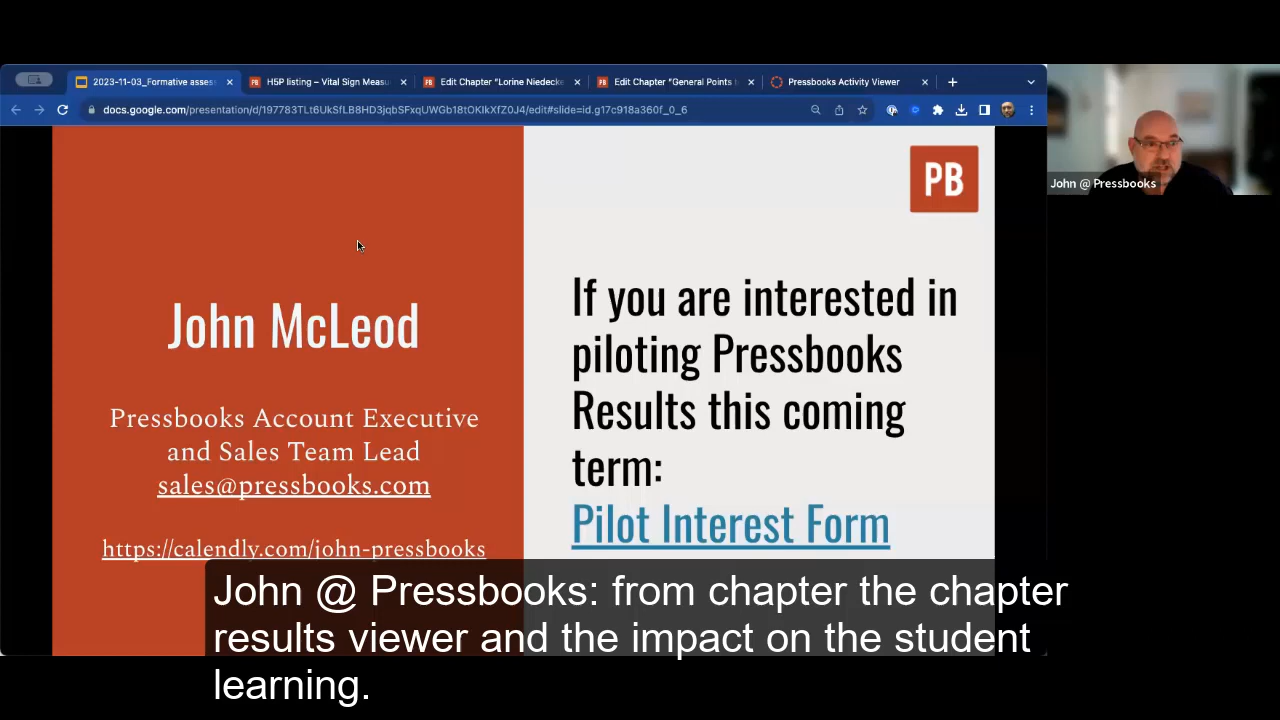 2023-11-03_Formative assess
H5P listing – Vital Sign Measu
Edit Chapter “Lorine Niedecke
Edit Chapter “General Points b
Pressbooks Activity Viewer
docs.google.com/presentation/d/197783TLt6UkSfLB8HD3jqbSFxqUWGb18tOKlkXfZ0J4/edit#slide=id.g17c918a360f_0_6
John @ Pressbooks
PB
John McLeod
Pressbooks Account Executive
and Sales Team Lead
sales@pressbooks.com
https://calendly.com/john-pressbooks
If you are interested in
piloting Pressbooks
Results this coming
term:
Pilot Interest Form
John @ Pressbooks: from chapter the chapter
results viewer and the impact on the student
learning.